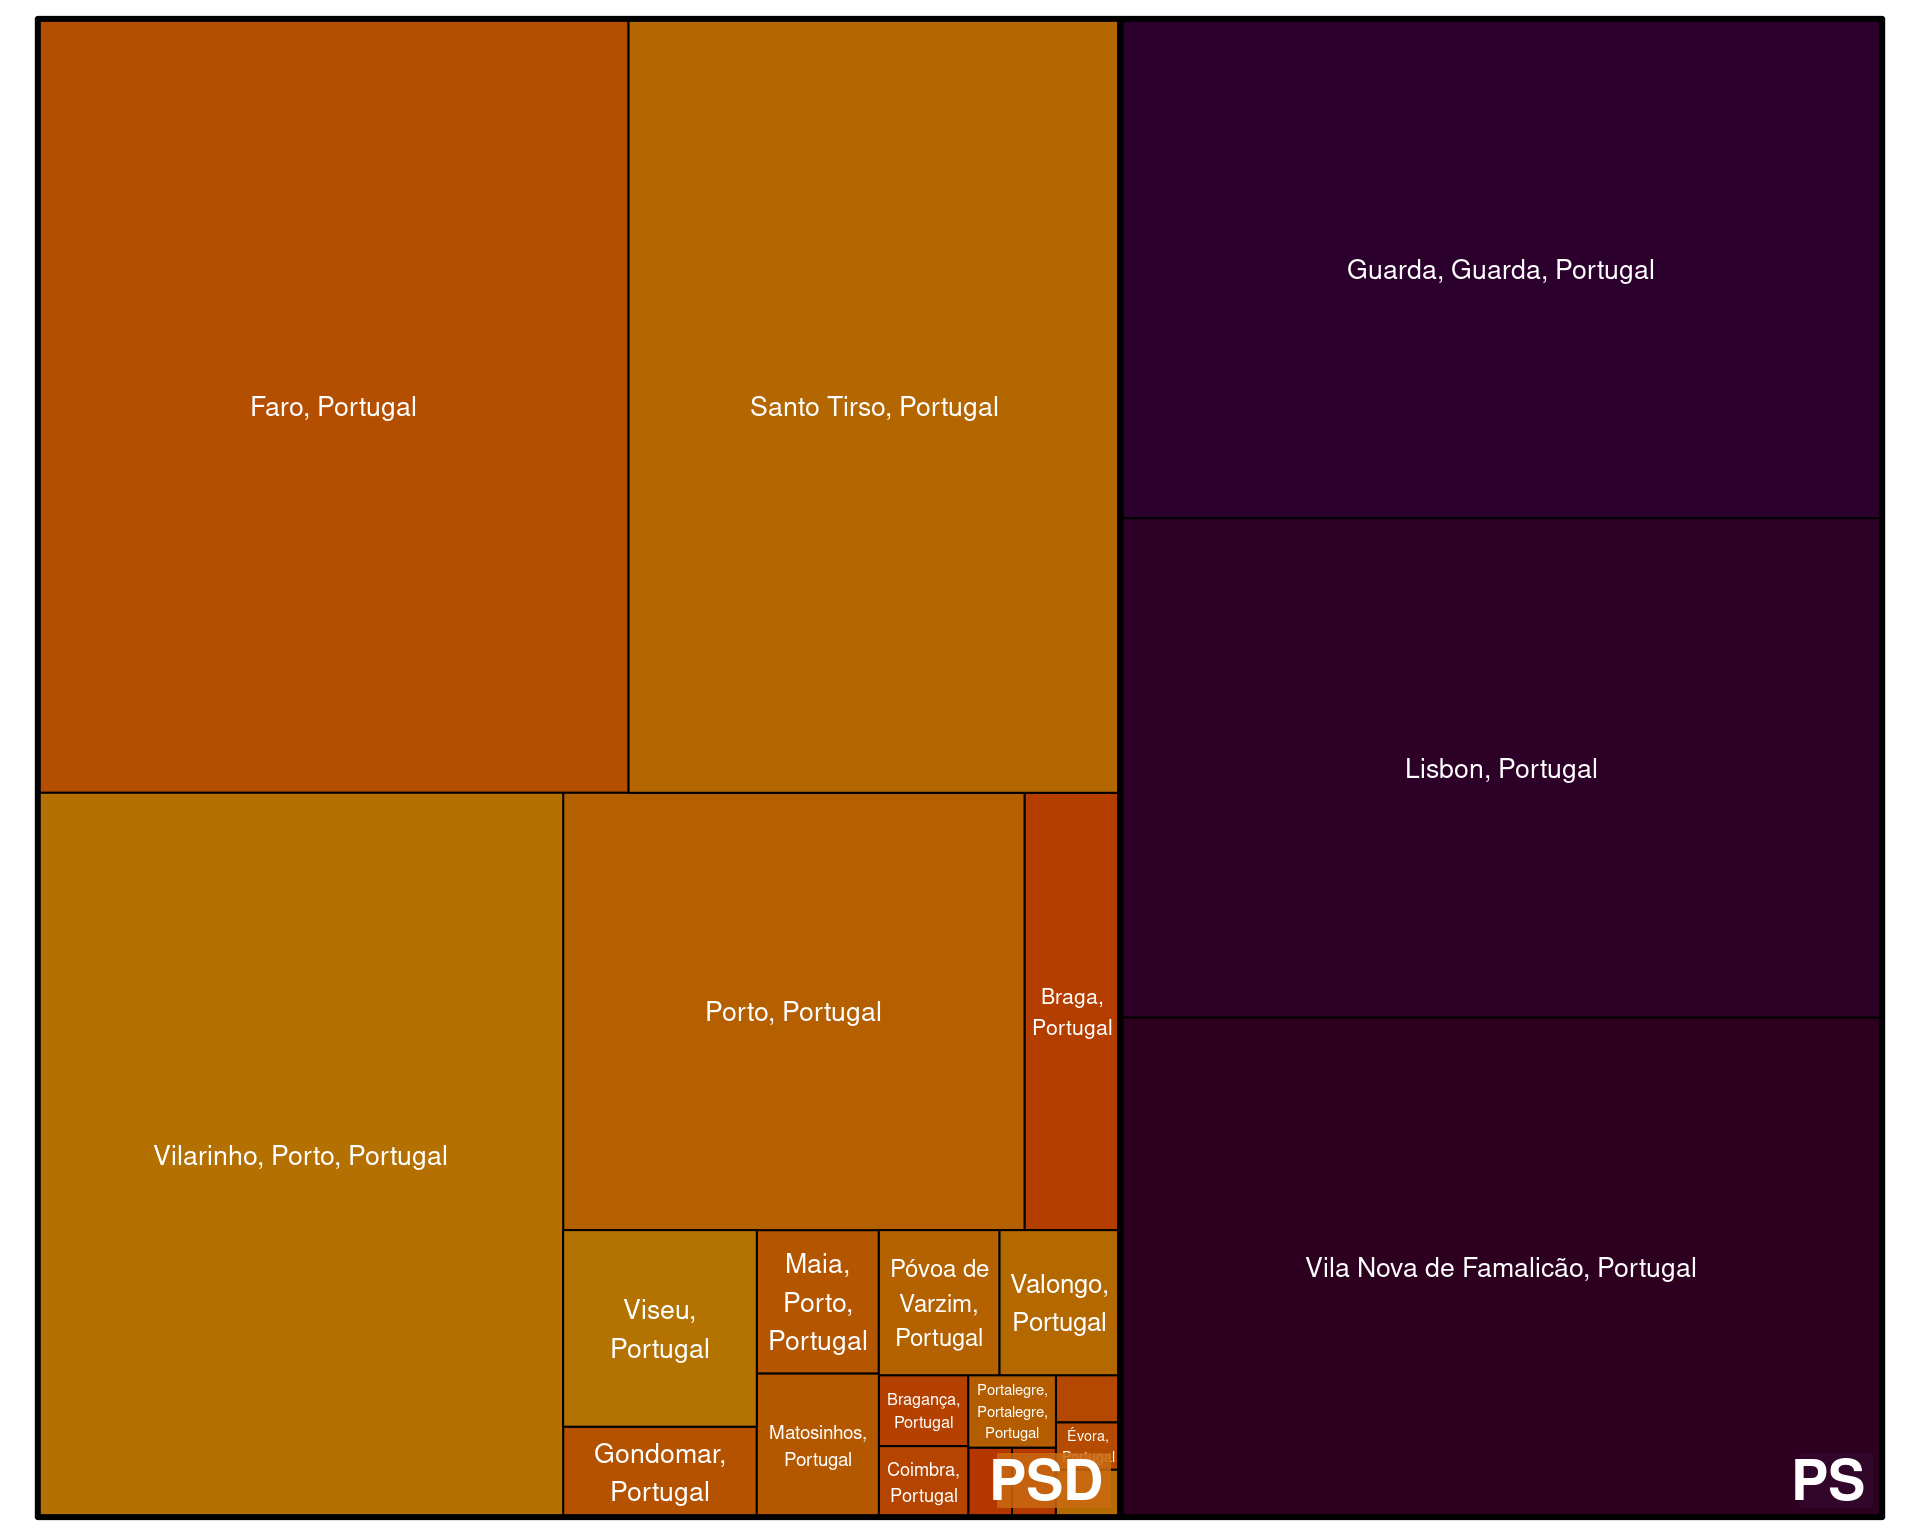 Faro, Portugal
Santo Tirso, Portugal
Guarda, Guarda, Portugal
Lisbon, Portugal
Vilarinho, Porto, Portugal
Porto, Portugal
Braga,
Portugal
Vila Nova de Famalicão, Portugal
Viseu,
Portugal
Maia,
Porto,
Portugal
Póvoa de
Varzim,
Portugal
Valongo,
Portugal
Gondomar,
Portugal
Matosinhos,
Portugal
Bragança,
Portugal
Portalegre,
Portalegre,
Portugal
Coimbra,
Portugal
Évora,
Portugal
PSD
PS